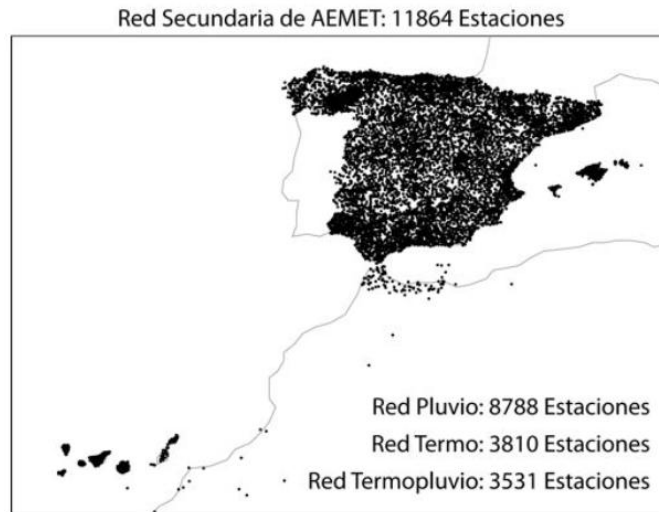 Red Secundaria de AEMET: 11864 Estaciones
Red Pluvio: 8788 Estaciones
Red Termo: 3810 Estaciones
Red Termopluvio: 3531 Estaciones